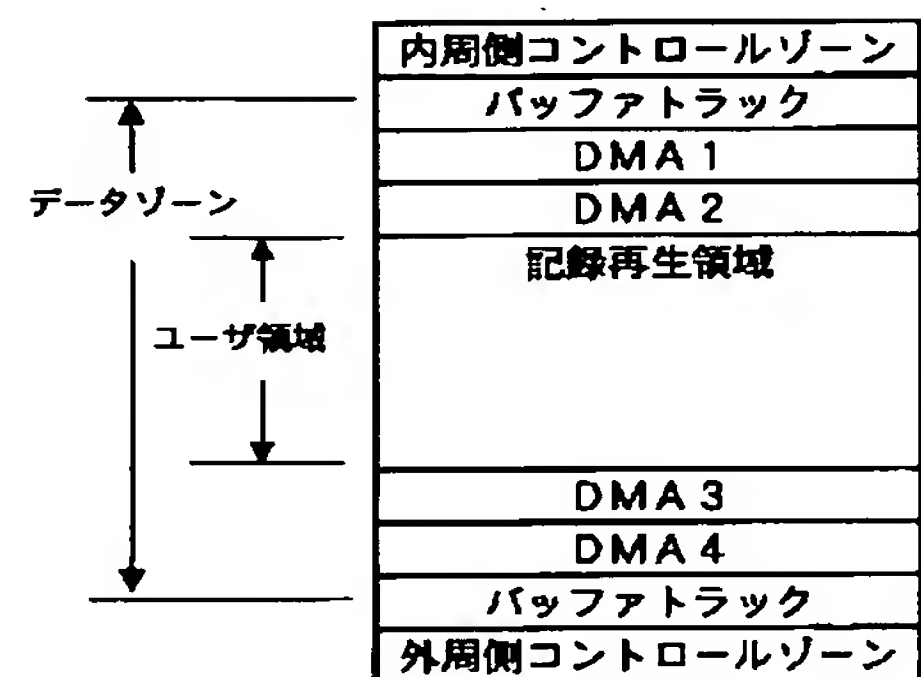 内周側コントロールゾーン
バッファトラック
DMA1
データゾーン
DMA2
記録再生領域
ユーザ領域
DMA3
DMA4
バッファトラック
外周側コントロールゾーン